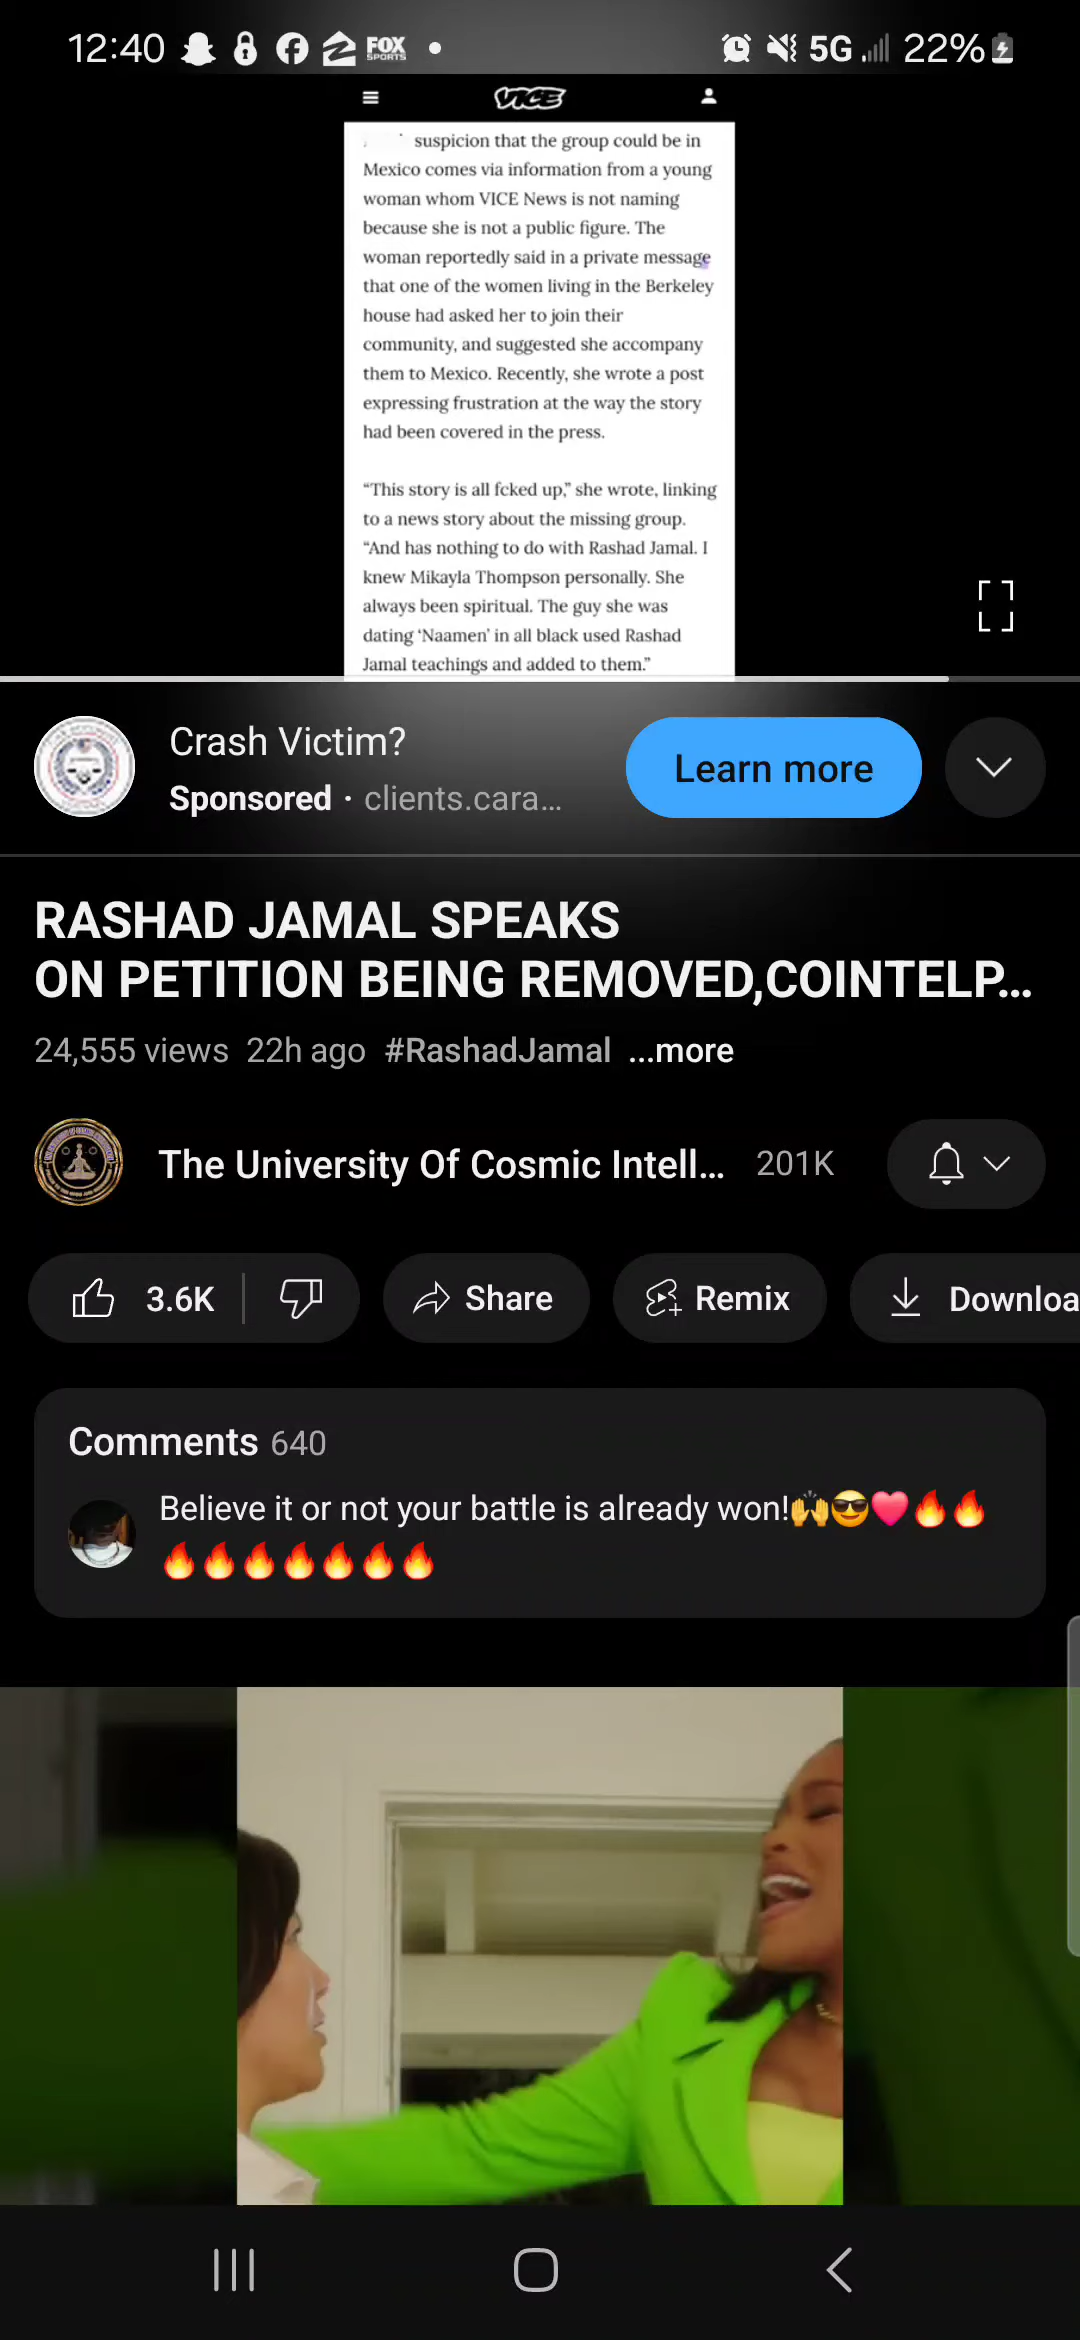 12:40
FOX
SPORTS
5G
22%
VICE
suspicion that the group could be in
Mexico comes via information from a young
woman whom VICE News is not naming
because she is not a public figure. The
woman reportedly said in a private message
that one of the women living in the Berkeley
house had asked her to join their
community, and suggested she accompany
them to Mexico. Recently, she wrote a post
expressing frustration at the way the story
had been covered in the press.
“This story is all fcked up,” she wrote, linking
to a news story about the missing group.
“And has nothing to do with Rashad Jamal. I
knew Mikayla Thompson personally. She
always been spiritual. The guy she was
dating ‘Naamen’ in all black used Rashad
Jamal teachings and added to them.”
Crash Victim?
Sponsored · clients.cara...
Learn more
RASHAD JAMAL SPEAKS
ON PETITION BEING REMOVED,COINTELP...
24,555 views 22h ago #RashadJamal ...more
The University Of Cosmic Intell... 201K
3.6K
Share
Remix
Downloa
Comments 640
Believe it or not your battle is already won!🙌😎❤️🔥🔥
🔥🔥🔥🔥🔥🔥🔥